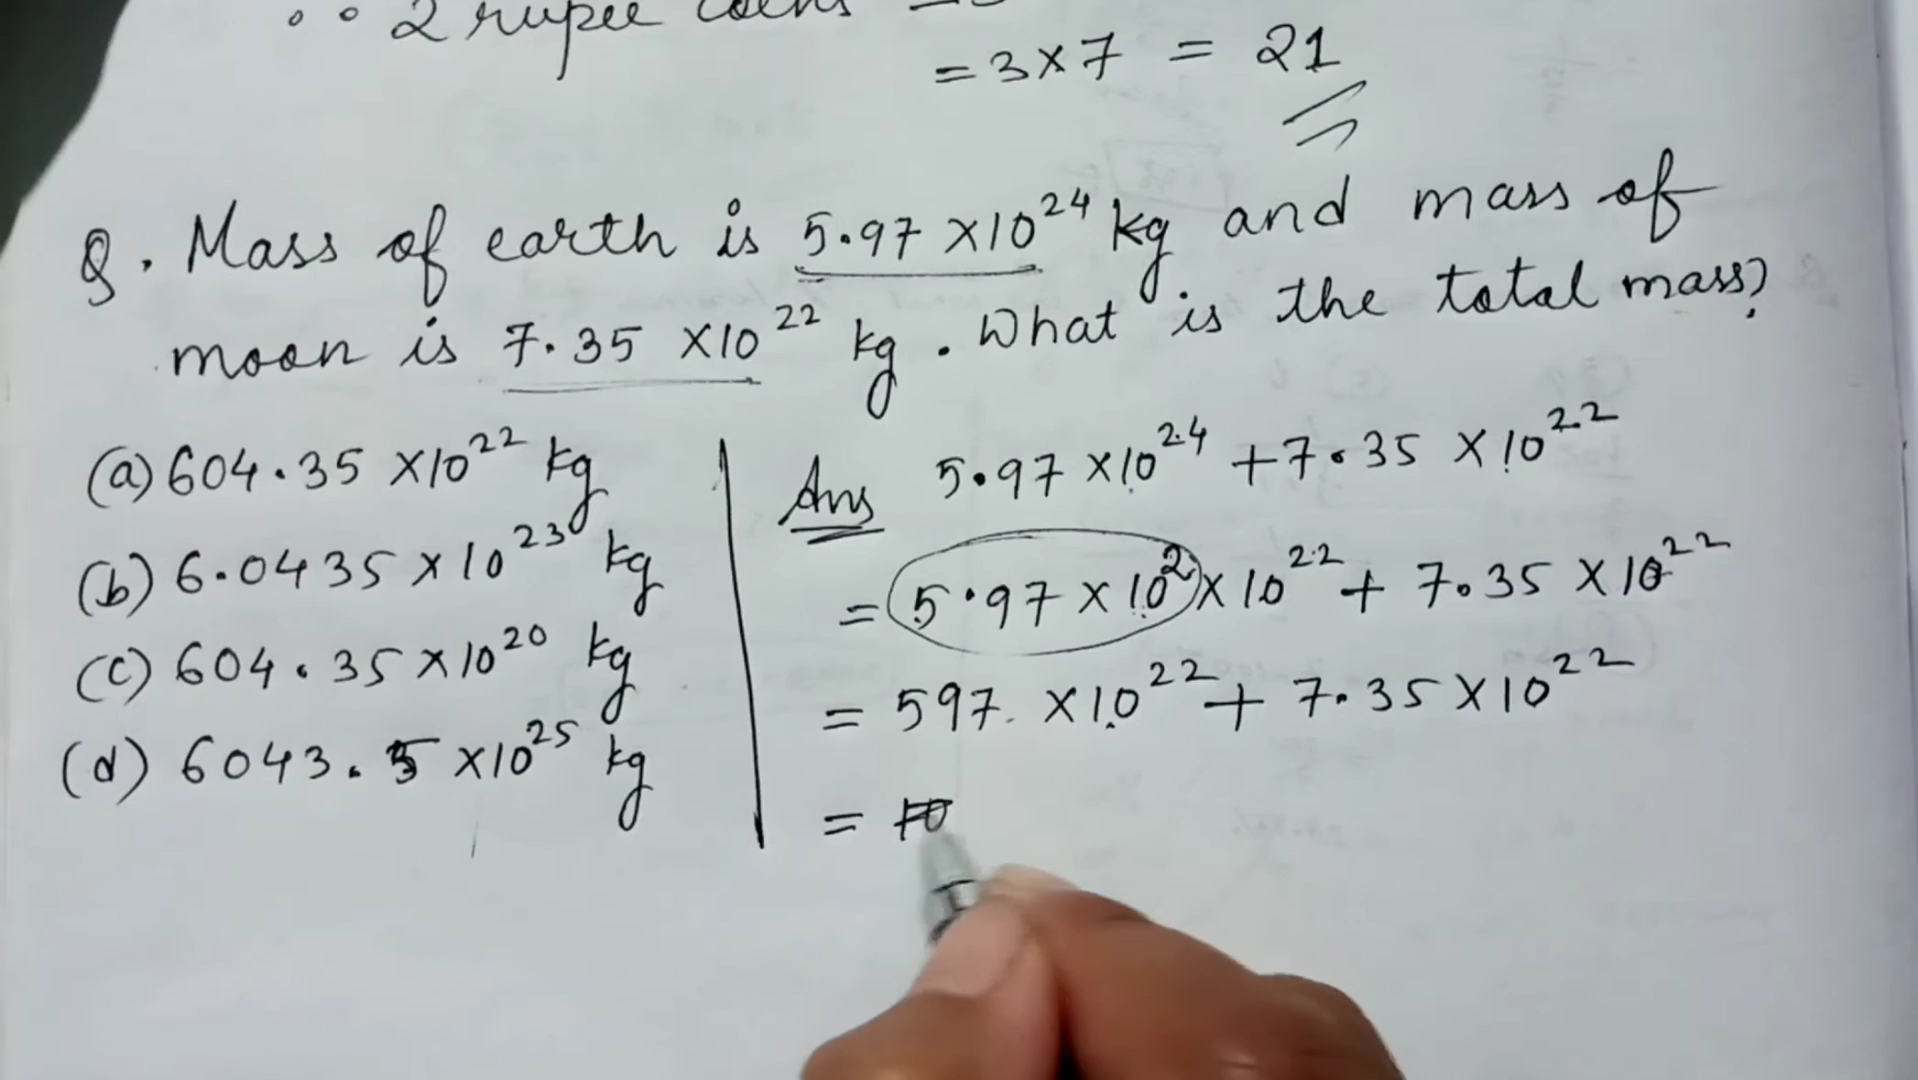 ∴ 2 rupee coins =
= 3 × 7 = 21
Q. Mass of earth is 5.97 × 10²⁴ kg and mass of
moon is 7.35 × 10²² kg. What is the total mass?
(a) 604.35 × 10²² kg
(b) 6.0435 × 10²³ kg
(c) 604.35 × 10²⁰ kg
(d) 6043.5 × 10²⁵ kg
Ans 5.97 × 10²⁴ + 7.35 × 10²²
= 5.97 × 10² × 10²² + 7.35 × 10²²
= 597. × 10²² + 7.35 × 10²²
=